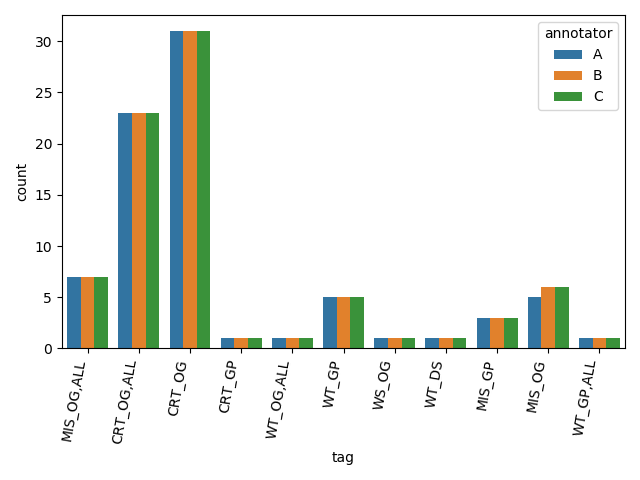 annotator
A
B
C
count
30
25
20
15
10
5
0
MIS_OG,ALL
CRT_OG,ALL
CRT_OG
CRT_GP
WT_OG,ALL
WT_GP
WS_OG
WT_DS
MIS_GP
MIS_OG
WT_GP,ALL
tag